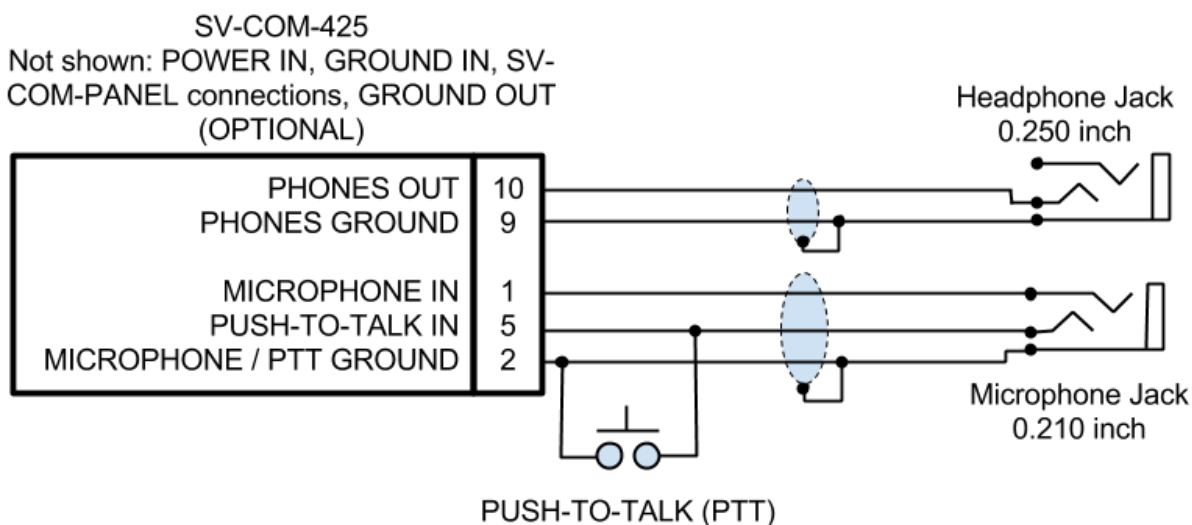 SV-COM-425
Not shown: POWER IN, GROUND IN, SV-
COM-PANEL connections, GROUND OUT
(OPTIONAL)
Headphone Jack
0.250 inch
PHONES OUT 10
PHONES GROUND 9
MICROPHONE IN 1
PUSH-TO-TALK IN 5
MICROPHONE / PTT GROUND 2
Microphone Jack
0.210 inch
PUSH-TO-TALK (PTT)